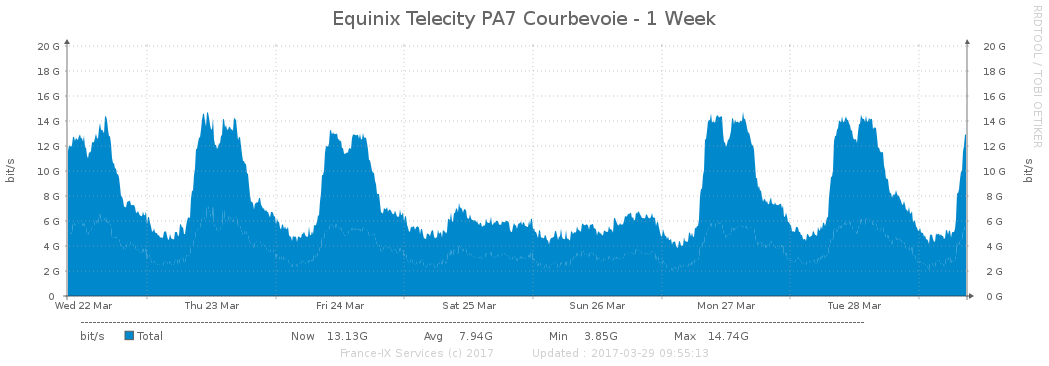 Equinix Telecity PA7 Courbevoie - 1 Week
RRDTOOL / TOBI OETIKER
bit/s
20 G 20 G
18 G 18 G
16 G 16 G
14 G 14 G
12 G 12 G
10 G 10 G
8 G 8 G
6 G 6 G
4 G 4 G
2 G 2 G
0 0 G
bit/s
Wed 22 Mar Thu 23 Mar Fri 24 Mar Sat 25 Mar Sun 26 Mar Mon 27 Mar Tue 28 Mar
bit/s Total Now 13.13G Avg 7.94G Min 3.85G Max 14.74G
France-IX Services (c) 2017 Updated : 2017-03-29 09:55:13